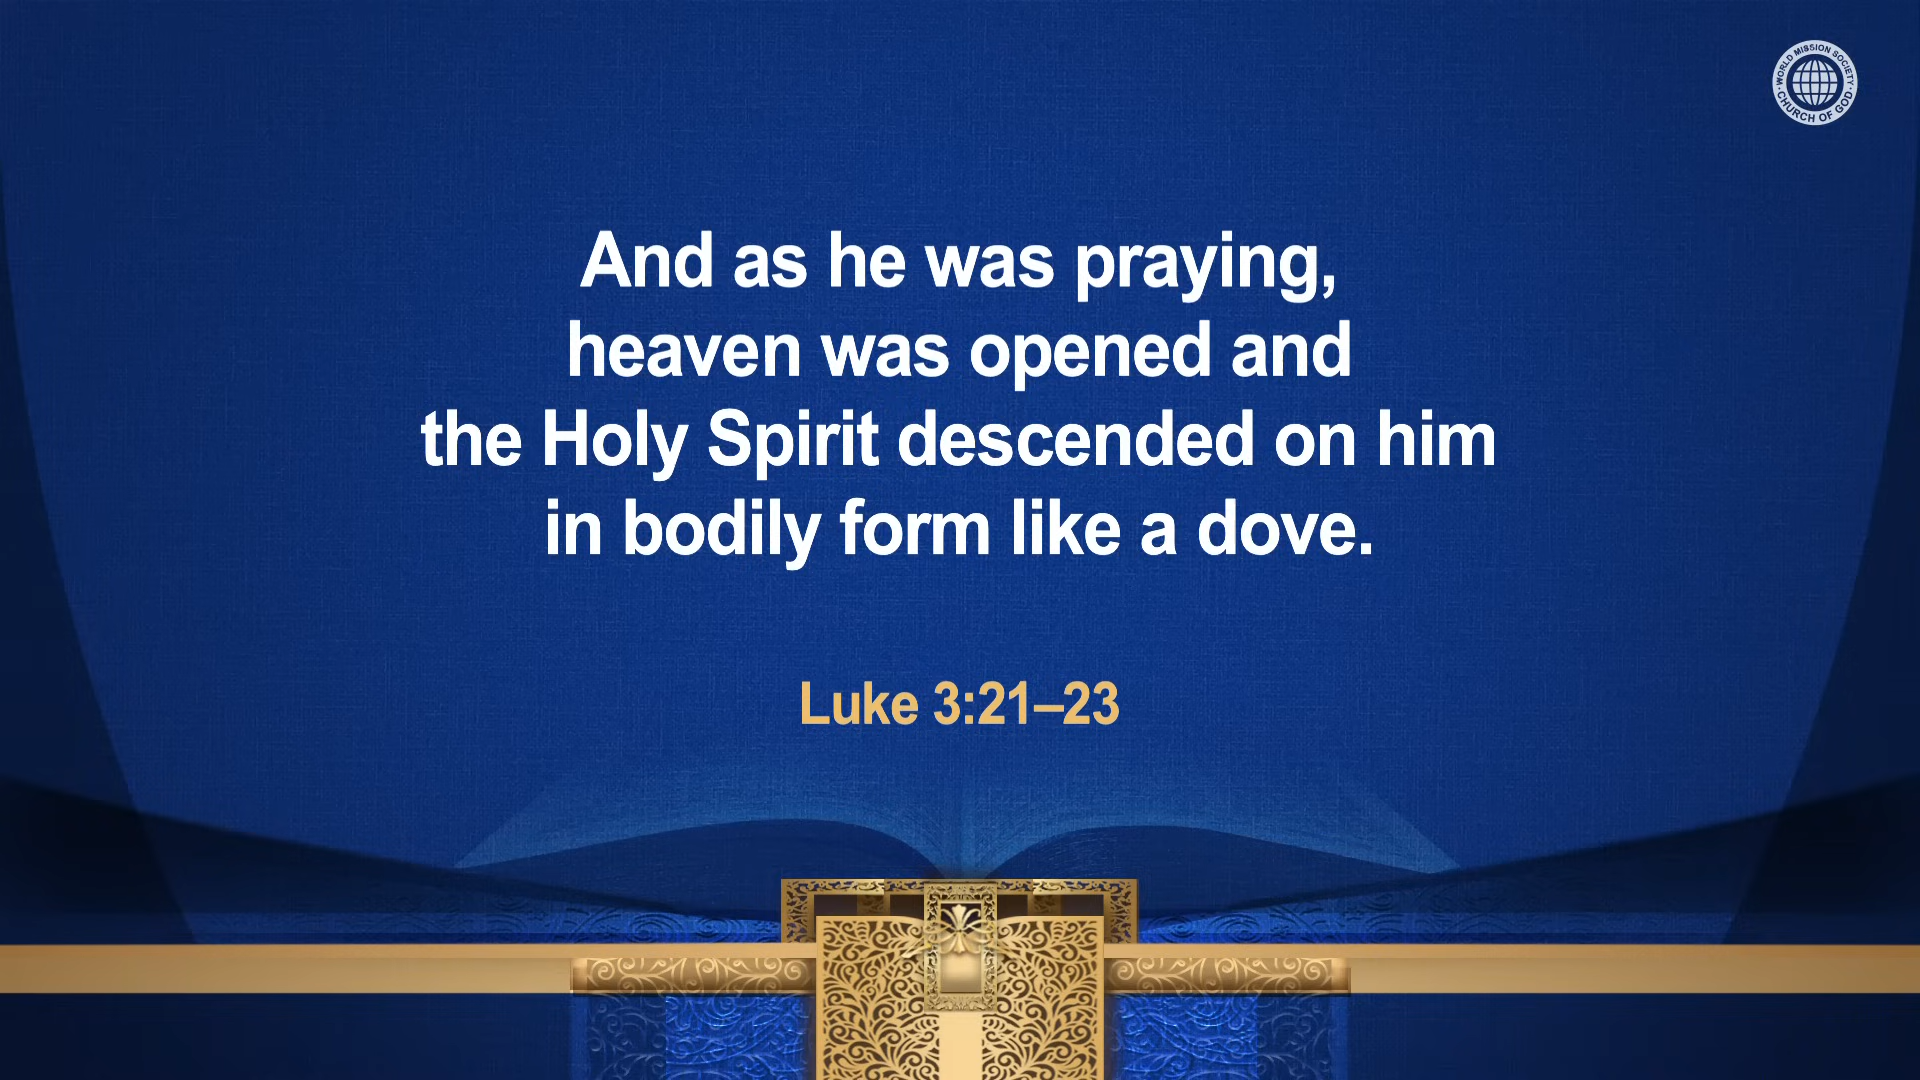 WORLD MISSION SOCIETY
CHURCH OF GOD
And as he was praying,
heaven was opened and
the Holy Spirit descended on him
in bodily form like a dove.
Luke 3:21–23